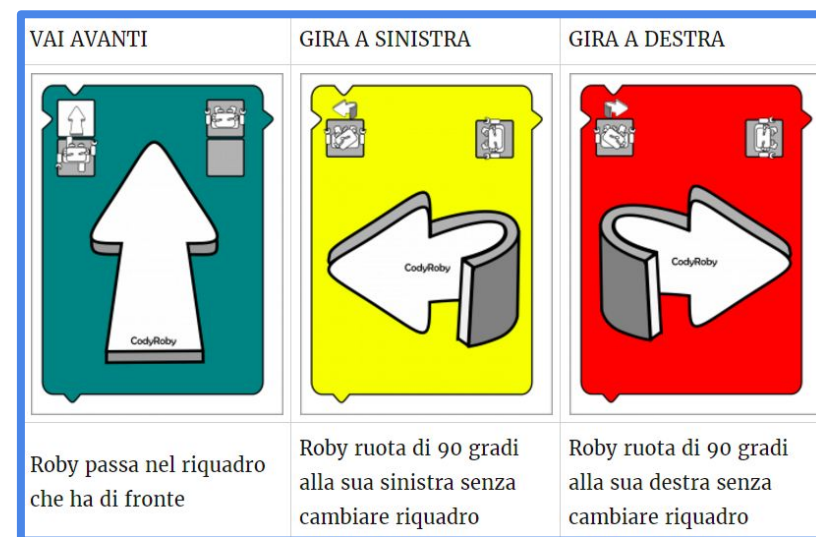 VAI AVANTI
GIRA A SINISTRA
GIRA A DESTRA
CodyRoby
CodyRoby
CodyRoby
Roby passa nel riquadro
che ha di fronte
Roby ruota di 90 gradi
alla sua sinistra senza
cambiare riquadro
Roby ruota di 90 gradi
alla sua destra senza
cambiare riquadro